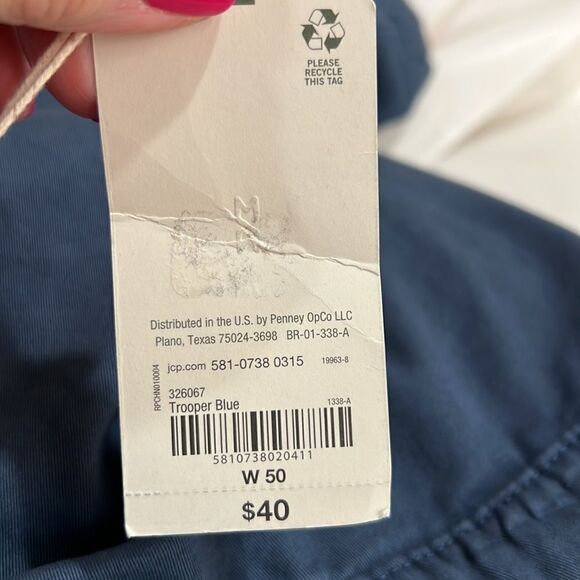 PLEASE
RECYCLE
THIS TAG
M
Distributed in the U.S. by Penney OpCo LLC
Plano, Texas 75024-3698 BR-01-338-A
jcp.com 581-0738 0315 19963-8
RPCHN010004
326067
Trooper Blue 1338-A
5810738020411
W 50
$40